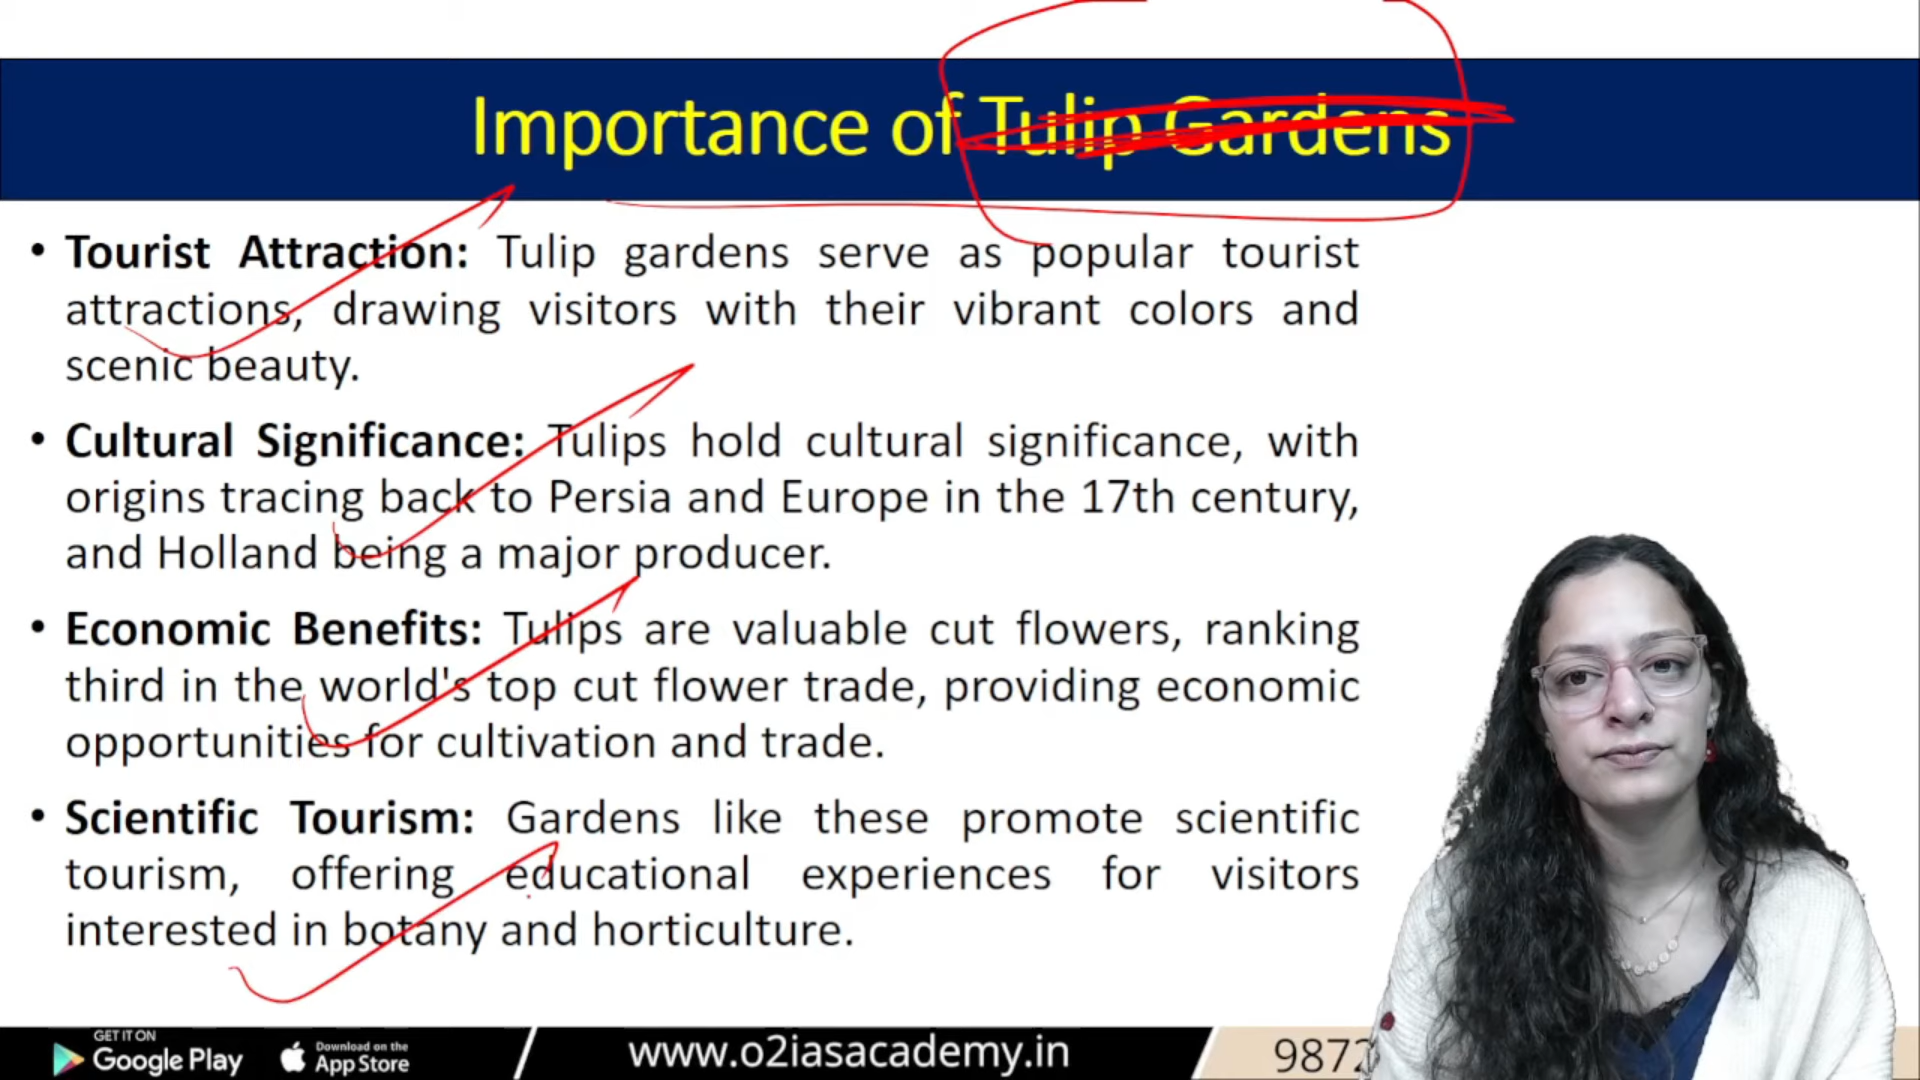 Importance of Tulip Gardens
• Tourist Attraction: Tulip gardens serve as popular tourist
attractions, drawing visitors with their vibrant colors and
scenic beauty.
• Cultural Significance: Tulips hold cultural significance, with
origins tracing back to Persia and Europe in the 17th century,
and Holland being a major producer.
• Economic Benefits: Tulips are valuable cut flowers, ranking
third in the world's top cut flower trade, providing economic
opportunities for cultivation and trade.
• Scientific Tourism: Gardens like these promote scientific
tourism, offering educational experiences for visitors
interested in botany and horticulture.
GET IT ON
Google Play
Download on the
App Store
www.o2iasacademy.in
9872